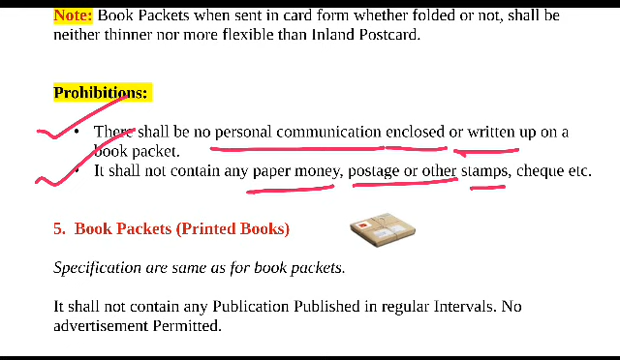 Note: Book Packets when sent in card form whether folded or not, shall be
neither thinner nor more flexible than Inland Postcard.
Prohibitions:
• There shall be no personal communication enclosed or written up on a
book packet.
• It shall not contain any paper money, postage or other stamps, cheque etc.
5. Book Packets (Printed Books)
Specification are same as for book packets.
It shall not contain any Publication Published in regular Intervals. No
advertisement Permitted.